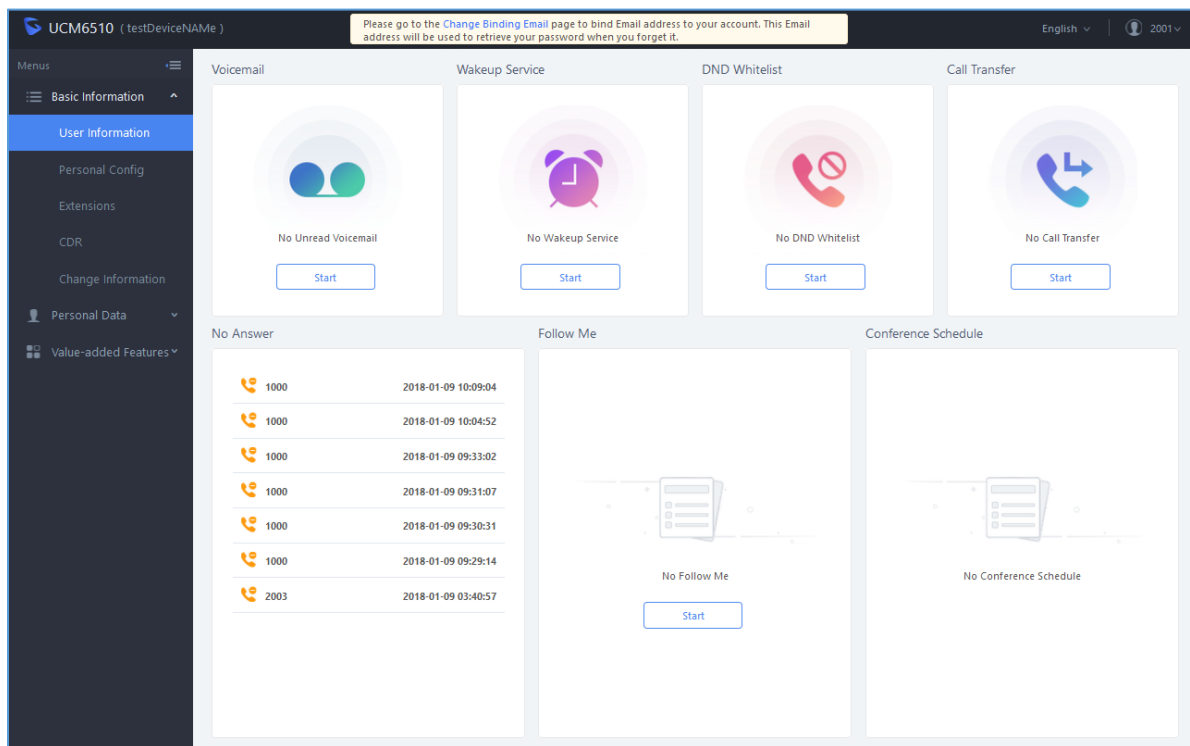 UCM6510 ( testDeviceNAMe )
Please go to the Change Binding Email page to bind Email address to your account. This Email
address will be used to retrieve your password when you forget it.
English
2001
Menus
Basic Information
User Information
Personal Config
Extensions
CDR
Change Information
Personal Data
Value-added Features
Voicemail
No Unread Voicemail
Start
Wakeup Service
No Wakeup Service
Start
DND Whitelist
No DND Whitelist
Start
Call Transfer
No Call Transfer
Start
No Answer
1000 2018-01-09 10:09:04
1000 2018-01-09 10:04:52
1000 2018-01-09 09:33:02
1000 2018-01-09 09:31:07
1000 2018-01-09 09:30:31
1000 2018-01-09 09:29:14
2003 2018-01-09 03:40:57
Follow Me
No Follow Me
Start
Conference Schedule
No Conference Schedule